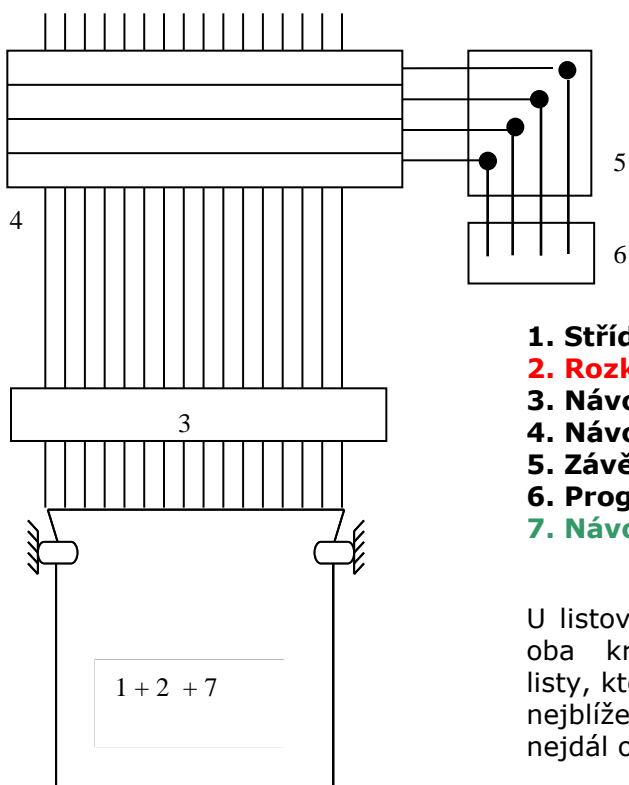 5
4
6
3
1 + 2 + 7
1. Stříd
2. Rozk
3. Návo
4. Návo
5. Závě
6. Prog
7. Návo
U listov
oba kr
listy, kt
nejblíže
nejdál o